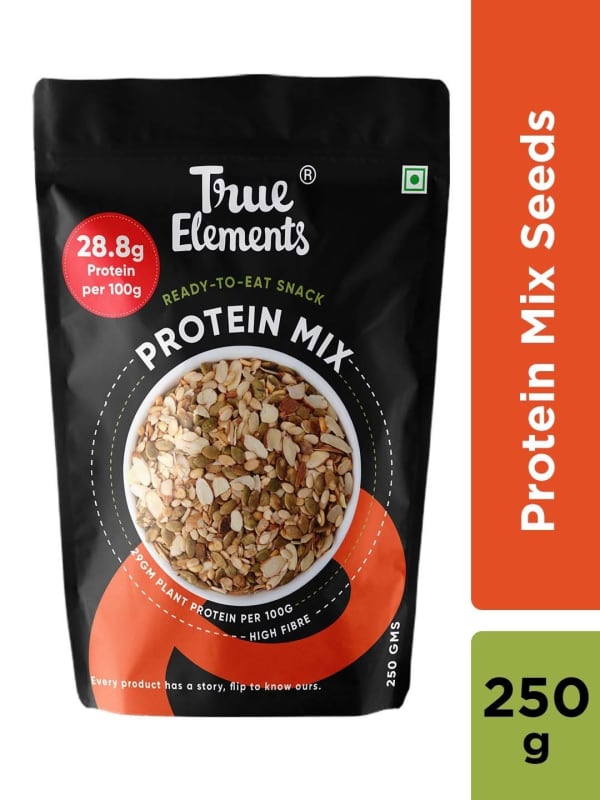 True ®
Elements
28.8g
Protein
per 100g
READY-TO-EAT SNACK
PROTEIN MIX
29GM PLANT PROTEIN PER 100G
HIGH FIBRE
250 GMS
Every product has a story, flip to know ours.
Protein Mix Seeds
250
g